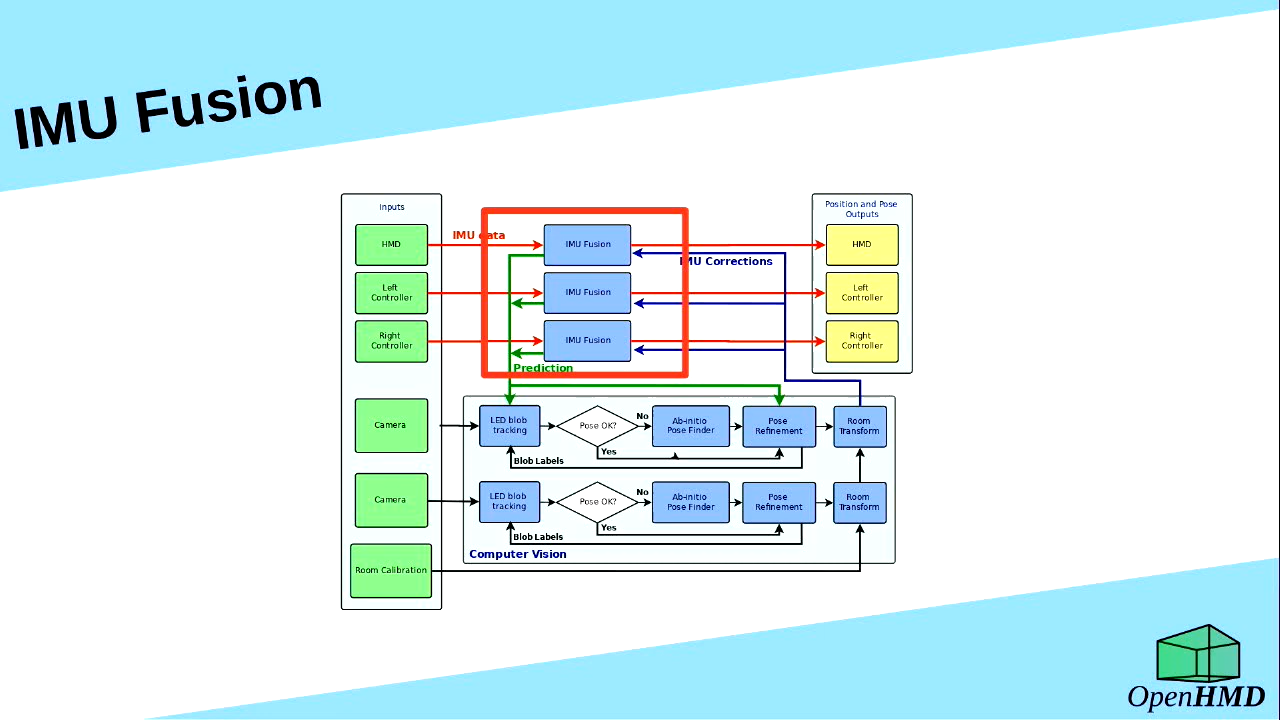 IMU Fusion
Inputs
Position and Pose
Outputs
HMD
IMU data
IMU Fusion
HMD
IMU Corrections
Left
Controller
IMU Fusion
Left
Controller
Right
Controller
IMU Fusion
Right
Controller
Prediction
Camera
LED blob
tracking
Pose OK?
No
Ab-initio
Pose Finder
Pose
Refinement
Room
Transform
Yes
Blob Labels
Camera
LED blob
tracking
Pose OK?
No
Ab-initio
Pose Finder
Pose
Refinement
Room
Transform
Yes
Blob Labels
Computer Vision
Room Calibration
OpenHMD